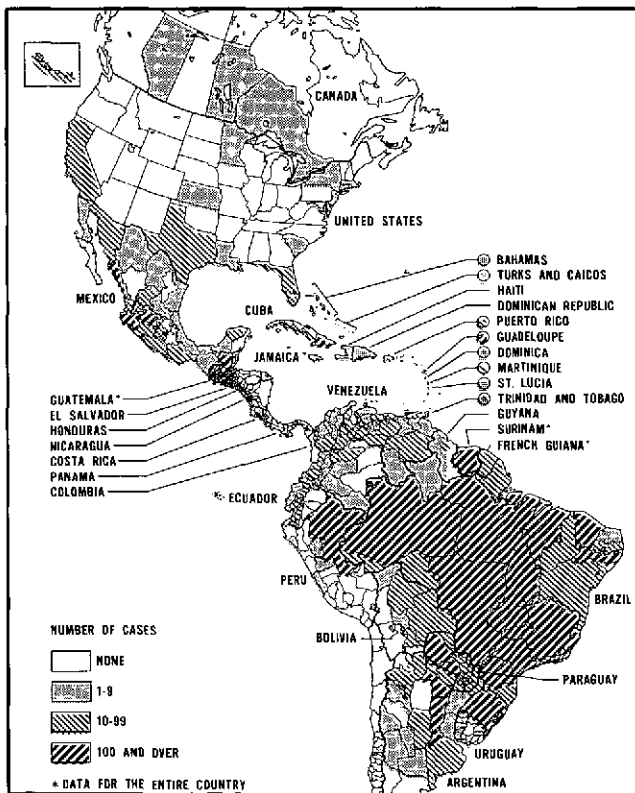 CANADA
UNITED STATES
MEXICO
CUBA
JAMAICA*
BAHAMAS
TURKS AND CAICOS
HAITI
DOMINICAN REPUBLIC
PUERTO RICO
GUADELOUPE
DOMINICA
MARTINIQUE
ST. LUCIA
TRINIDAD AND TOBAGO
VENEZUELA
GUYANA
SURINAM*
FRENCH GUIANA*
GUATEMALA*
EL SALVADOR
HONDURAS
NICARAGUA
COSTA RICA
PANAMA
COLOMBIA
ECUADOR
PERU
BRAZIL
BOLIVIA
PARAGUAY
URUGUAY
ARGENTINA
NUMBER OF CASES
NONE
1-9
10-99
100 AND OVER
* DATA FOR THE ENTIRE COUNTRY